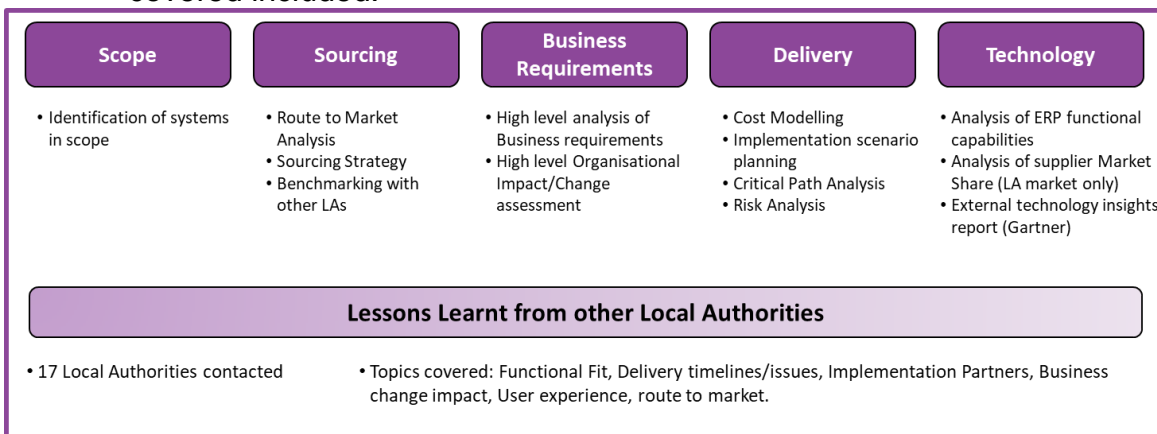 covered included:
Scope
• Identification of systems
in scope
Sourcing
• Route to Market
Analysis
• Sourcing Strategy
• Benchmarking with
other LAs
Business
Requirements
• High level analysis of
Business requirements
• High level Organisational
Impact/Change
assessment
Delivery
• Cost Modelling
• Implementation scenario
planning
• Critical Path Analysis
• Risk Analysis
Technology
• Analysis of ERP functional
capabilities
• Analysis of supplier Market
Share (LA market only)
• External technology insights
report (Gartner)
Lessons Learnt from other Local Authorities
• 17 Local Authorities contacted
• Topics covered: Functional Fit, Delivery timelines/issues, Implementation Partners, Business
change impact, User experience, route to market.